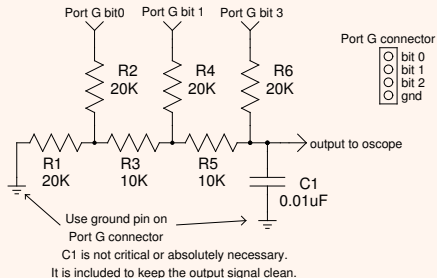 Port G bit0
Port G bit 1
Port G bit 3
Port G connector
bit 0
bit 1
bit 2
gnd
R2
20K
R4
20K
R6
20K
output to oscope
R1
20K
R3
10K
R5
10K
C1
0.01uF
Use ground pin on
Port G connector
C1 is not critical or absolutely necessary.
It is included to keep the output signal clean.